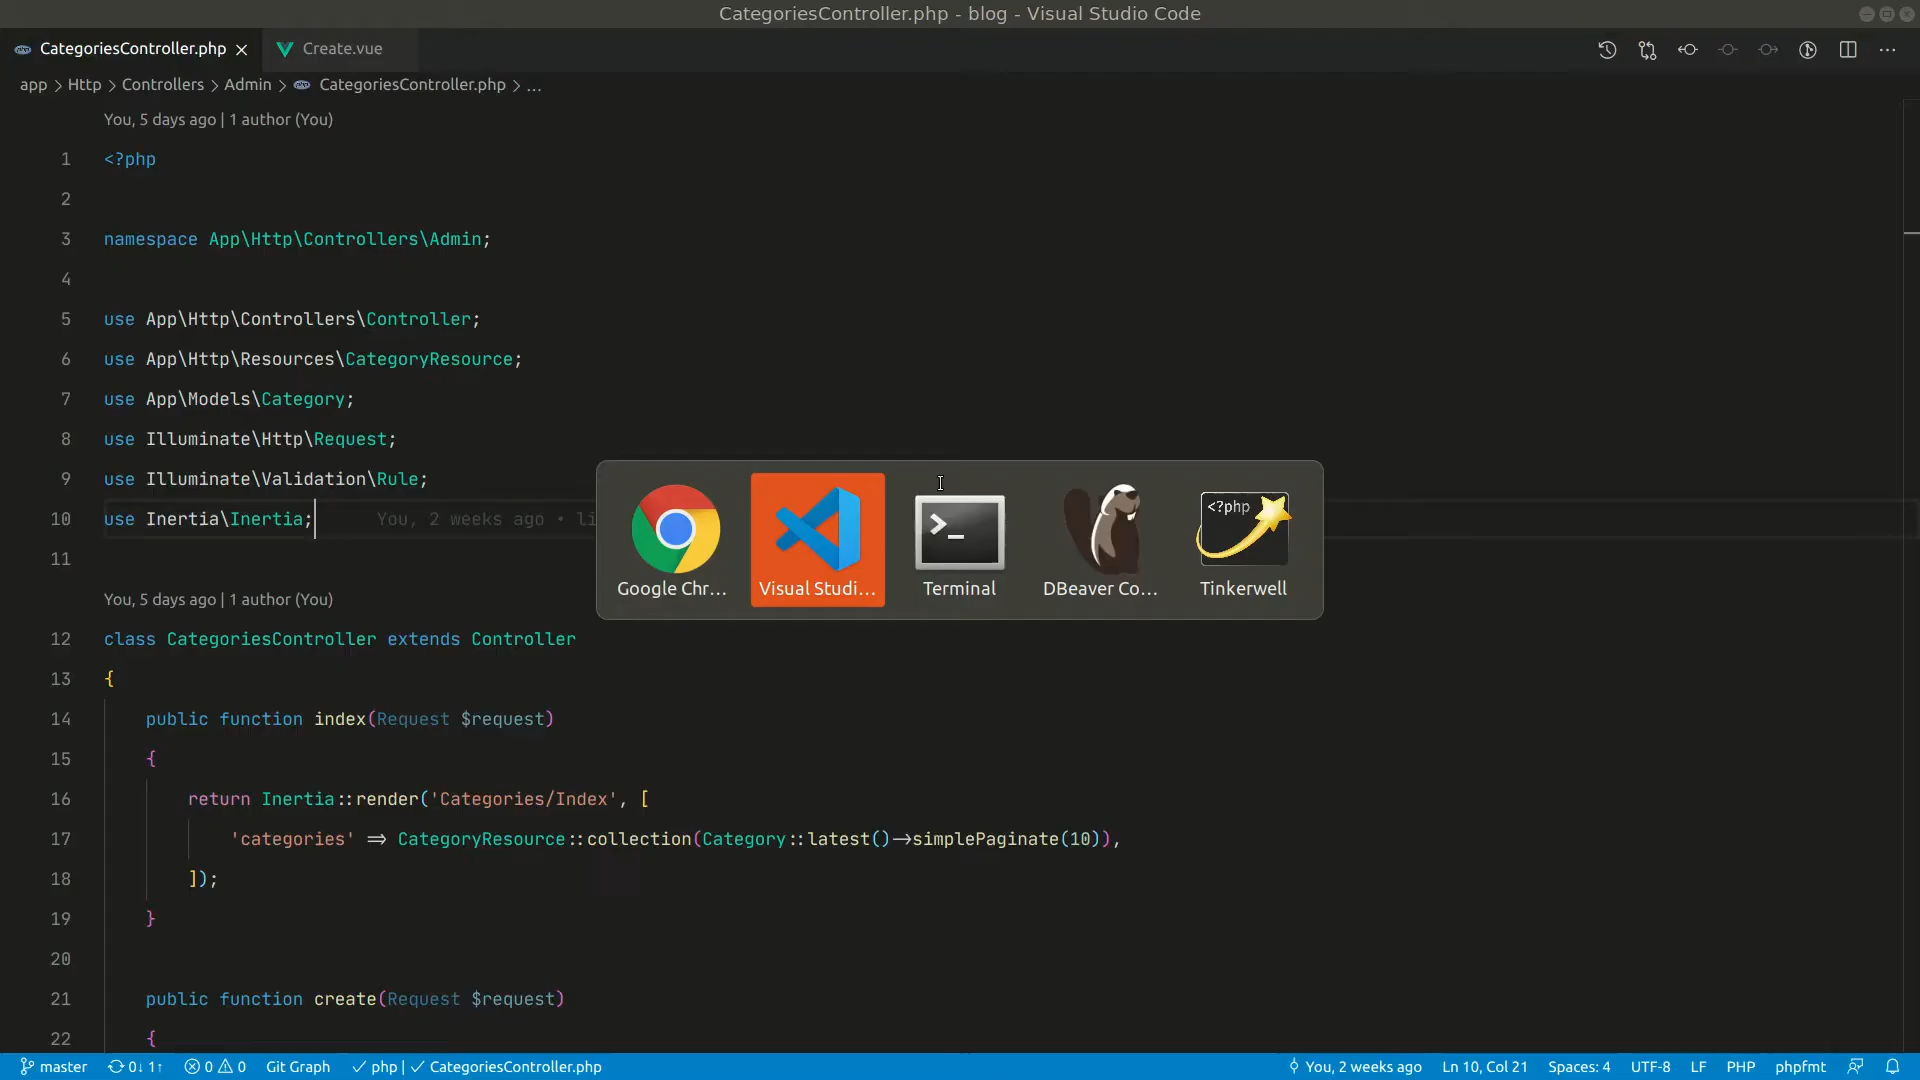 CategoriesController.php - blog - Visual Studio Code
CategoriesController.php
Create.vue
app > Http > Controllers > Admin > CategoriesController.php > ...
You, 5 days ago | 1 author (You)
1 <?php
2
3 namespace App\Http\Controllers\Admin;
4
5 use App\Http\Controllers\Controller;
6 use App\Http\Resources\CategoryResource;
7 use App\Models\Category;
8 use Illuminate\Http\Request;
9 use Illuminate\Validation\Rule;
10 use Inertia\Inertia; You, 2 weeks ago • li
11
<?php
Google Chr...
Visual Studi...
Terminal
DBeaver Co...
Tinkerwell
You, 5 days ago | 1 author (You)
12 class CategoriesController extends Controller
13 {
14 public function index(Request $request)
15 {
16 return Inertia::render('Categories/Index', [
17 'categories' => CategoryResource::collection(Category::latest()->simplePaginate(10)),
18 ]);
19 }
20
21 public function create(Request $request)
22 {
master 0↓ 1↑ 0 0 Git Graph ✓ php | ✓ CategoriesController.php You, 2 weeks ago Ln 10, Col 21 Spaces: 4 UTF-8 LF PHP phpfmt